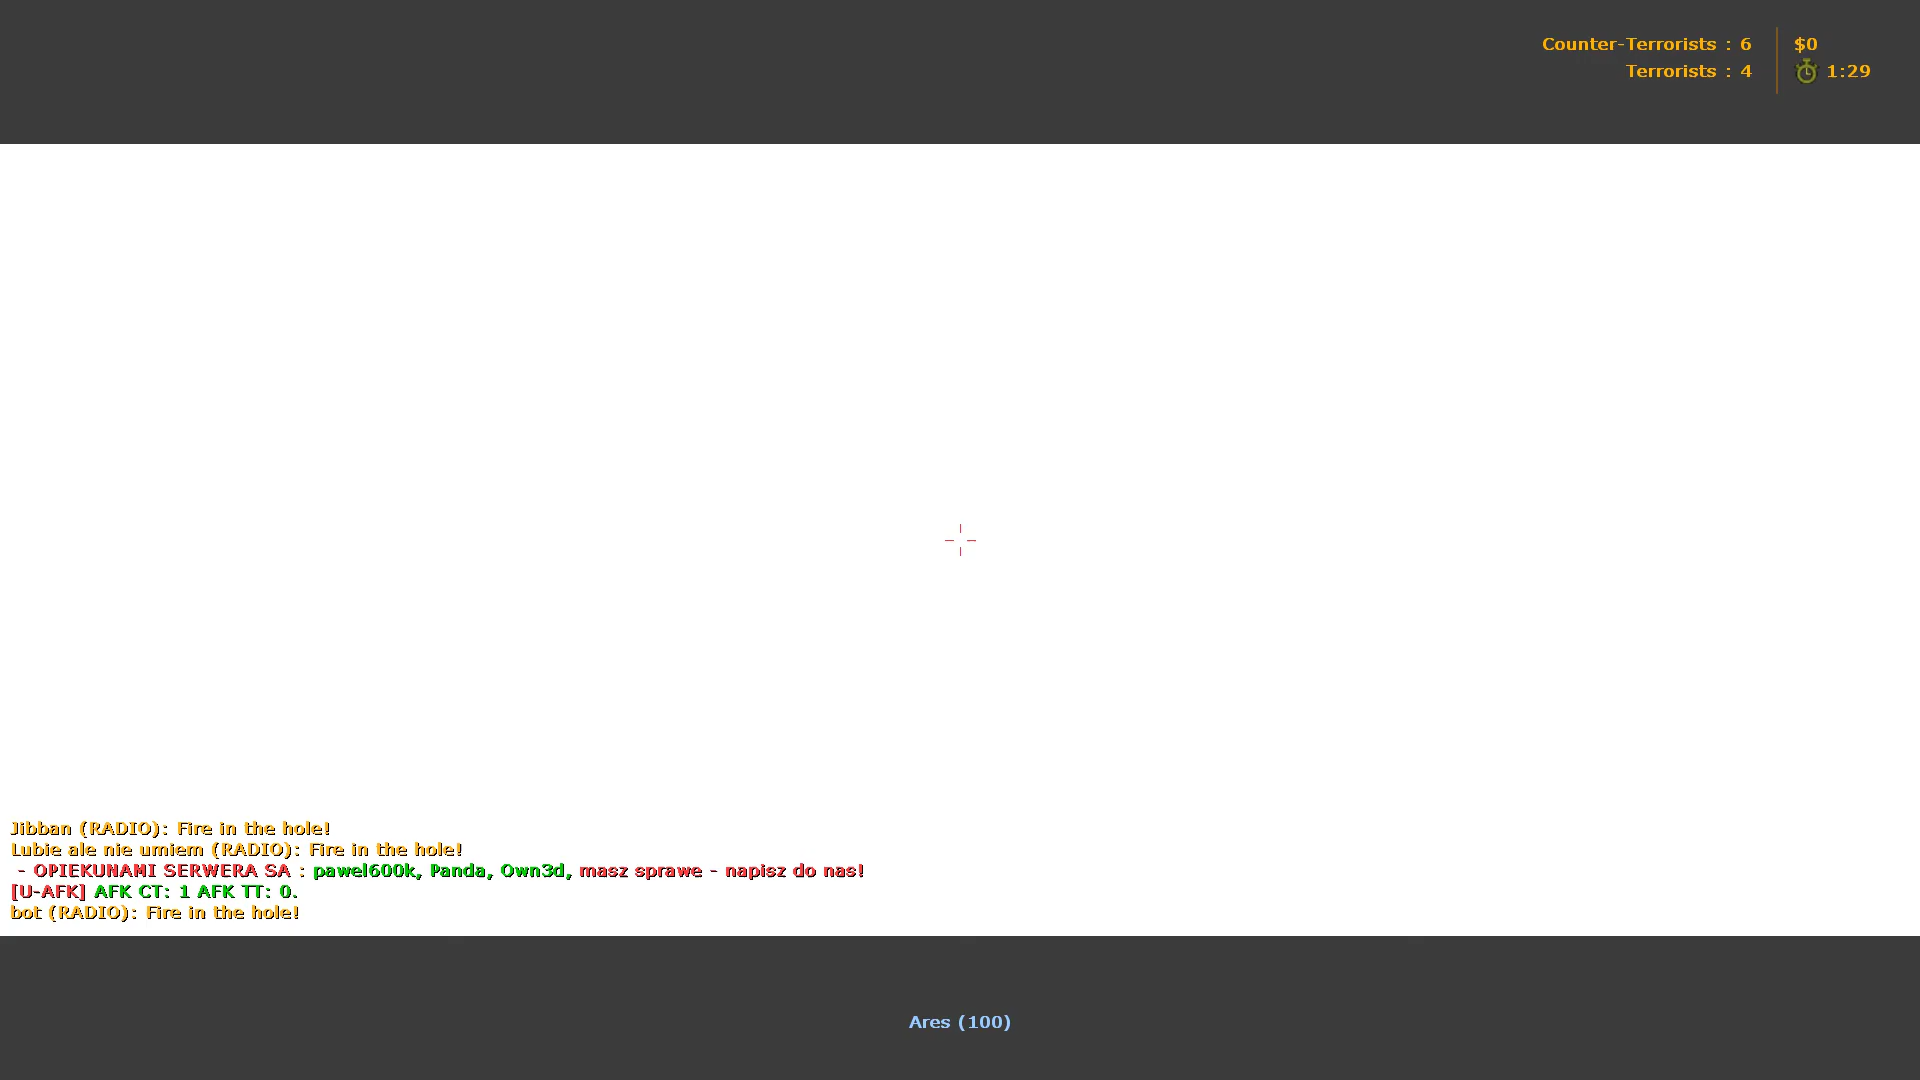 Counter-Terrorists : 6
$0
Terrorists : 4
1:29
Jibban (RADIO): Fire in the hole!
Lubie ale nie umiem (RADIO): Fire in the hole!
- OPIEKUNAMI SERWERA SA : pawel600k, Panda, Own3d, masz sprawe - napisz do nas!
[U-AFK] AFK CT: 1 AFK TT: 0.
bot (RADIO): Fire in the hole!
Ares (100)